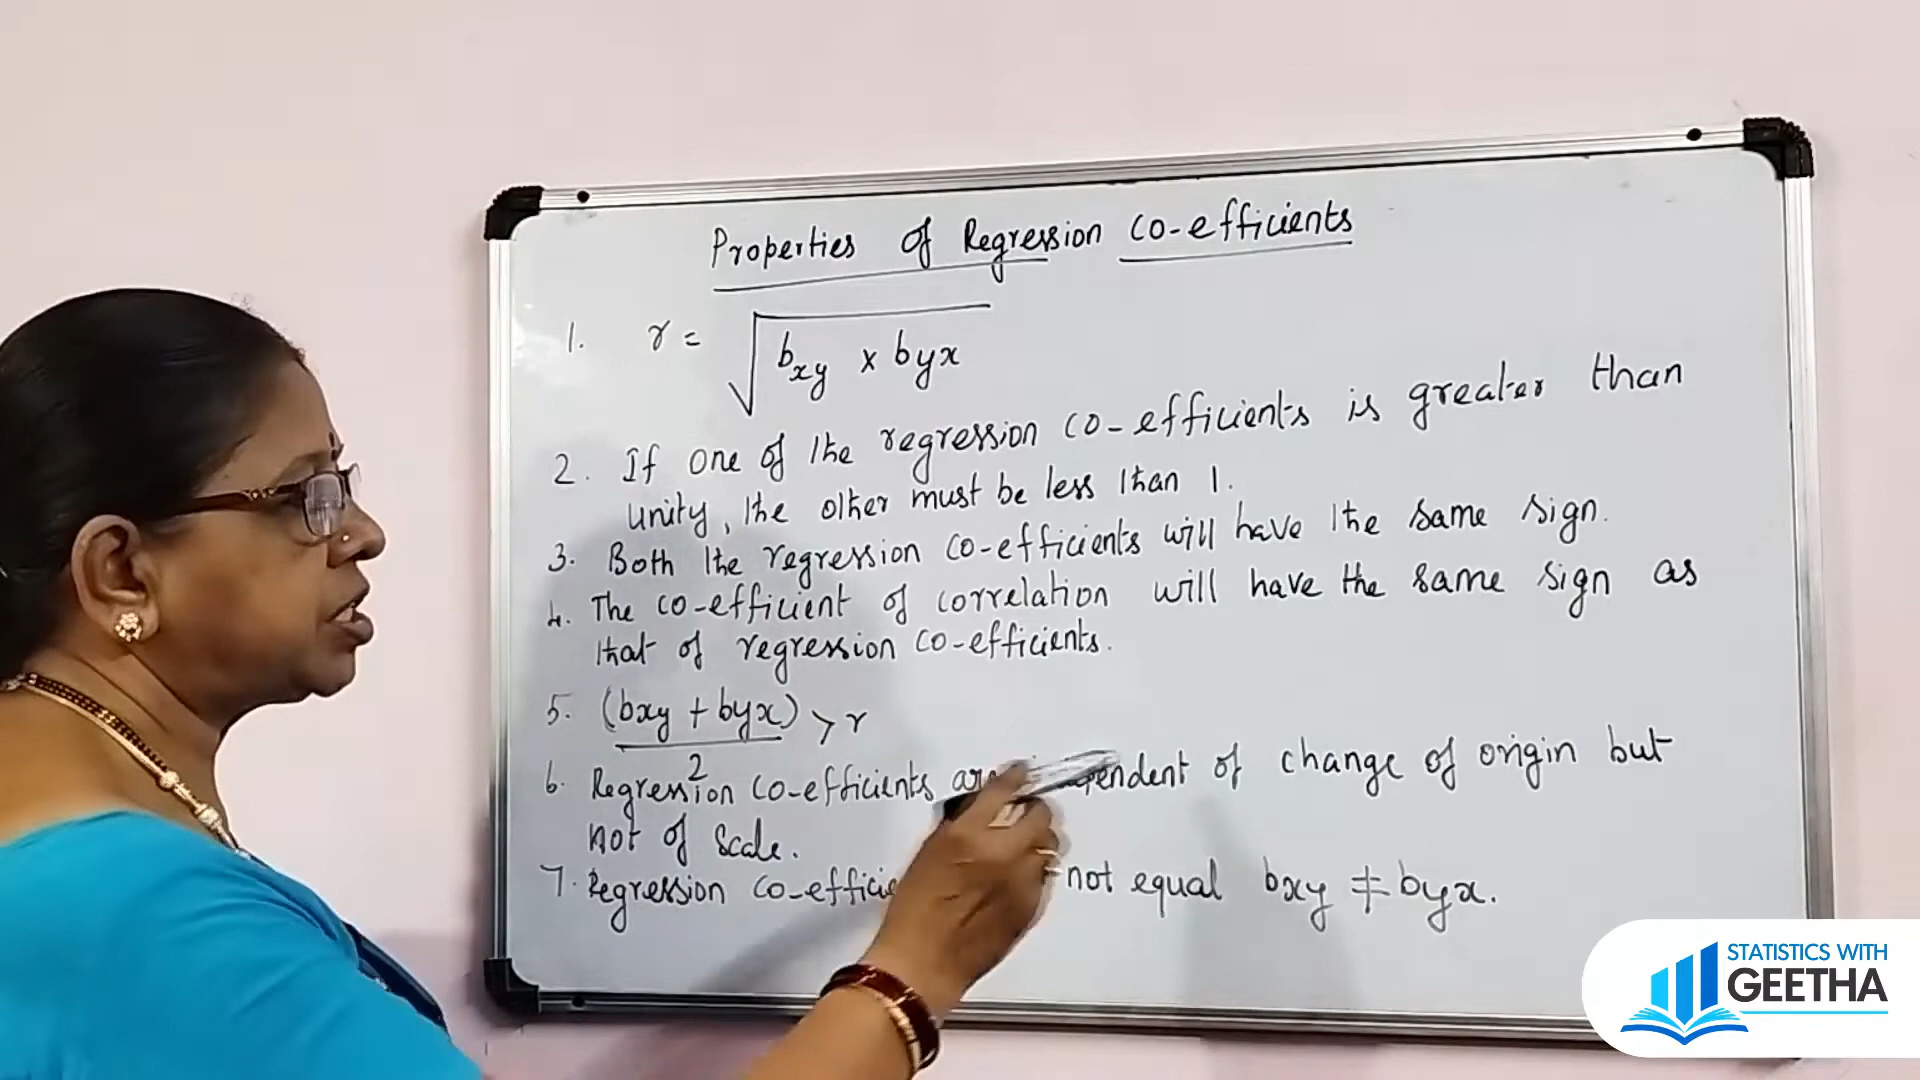 Properties of Regression co-efficients
1. r = √bxy × byx
2. If one of the regression co-efficients is greater than
unity, the other must be less than 1.
3. Both the regression co-efficients will have the same sign.
4. The co-efficient of correlation will have the same sign as
that of regression co-efficients.
5. (bxy + byx) > r
2
6. Regression co-efficients of change of origin but
not of scale.
7. Regression not equal bxy ≠ byx.
STATISTICS WITH
GEETHA